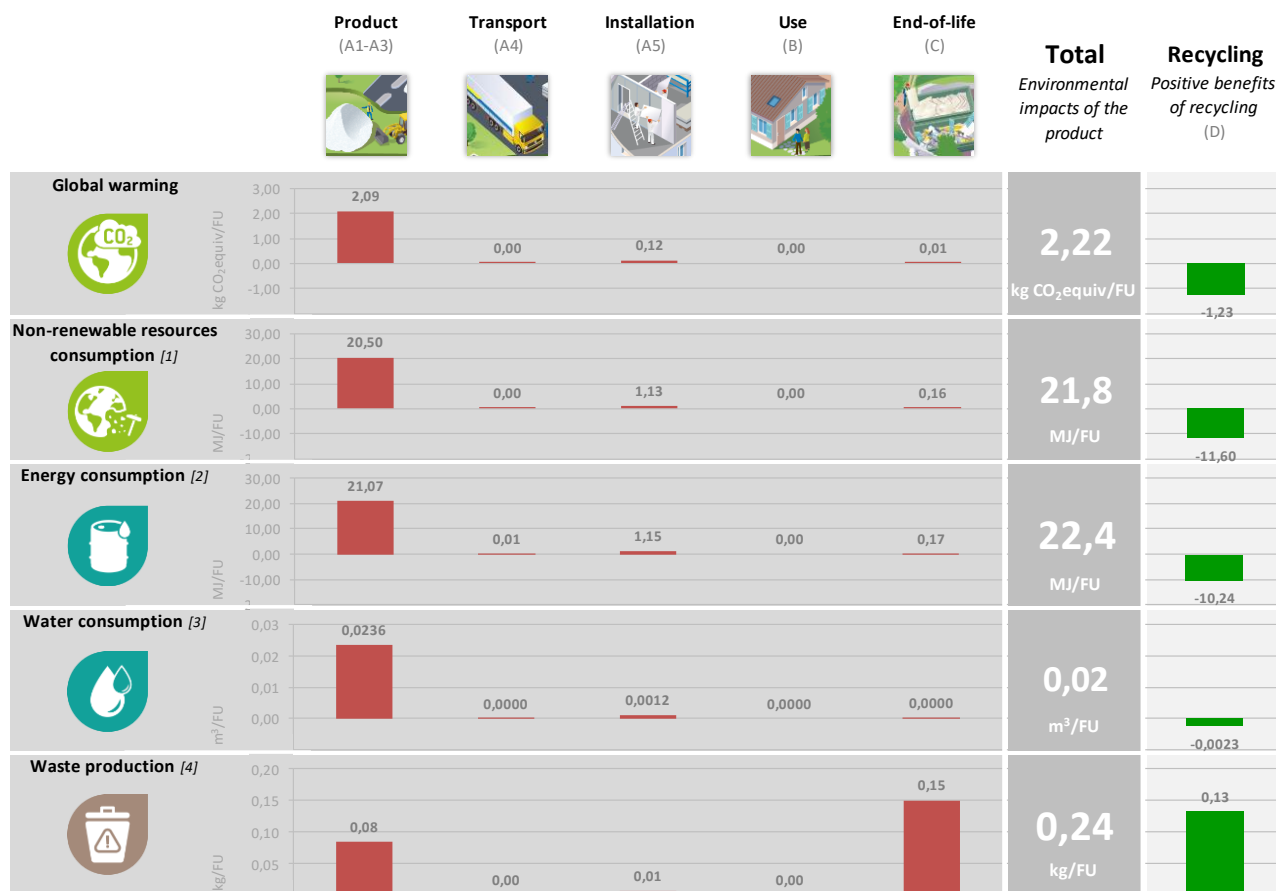 Product
(A1-A3)
Transport
(A4)
Installation
(A5)
Use
(B)
End-of-life
(C)
Total
Environmental
impacts of the
product
Recycling
Positive benefits
of recycling
(D)
Global warming
CO₂
kg CO₂equiv/FU
3,00
2,00
1,00
0,00
-1,00
2,09
0,00
0,12
0,00
0,01
2,22
kg CO₂equiv/FU
-1,23
Non-renewable resources
consumption [1]
MJ/FU
30,00
20,00
10,00
0,00
-10,00
20,50
0,00
1,13
0,00
0,16
21,8
MJ/FU
-11,60
Energy consumption [2]
MJ/FU
30,00
20,00
10,00
0,00
-10,00
21,07
0,01
1,15
0,00
0,17
22,4
MJ/FU
-10,24
Water consumption [3]
m³/FU
0,03
0,02
0,01
0,00
0,0236
0,0000
0,0012
0,0000
0,0000
0,02
m³/FU
-0,0023
Waste production [4]
kg/FU
0,20
0,15
0,10
0,05
0,08
0,00
0,01
0,00
0,15
0,24
kg/FU
0,13